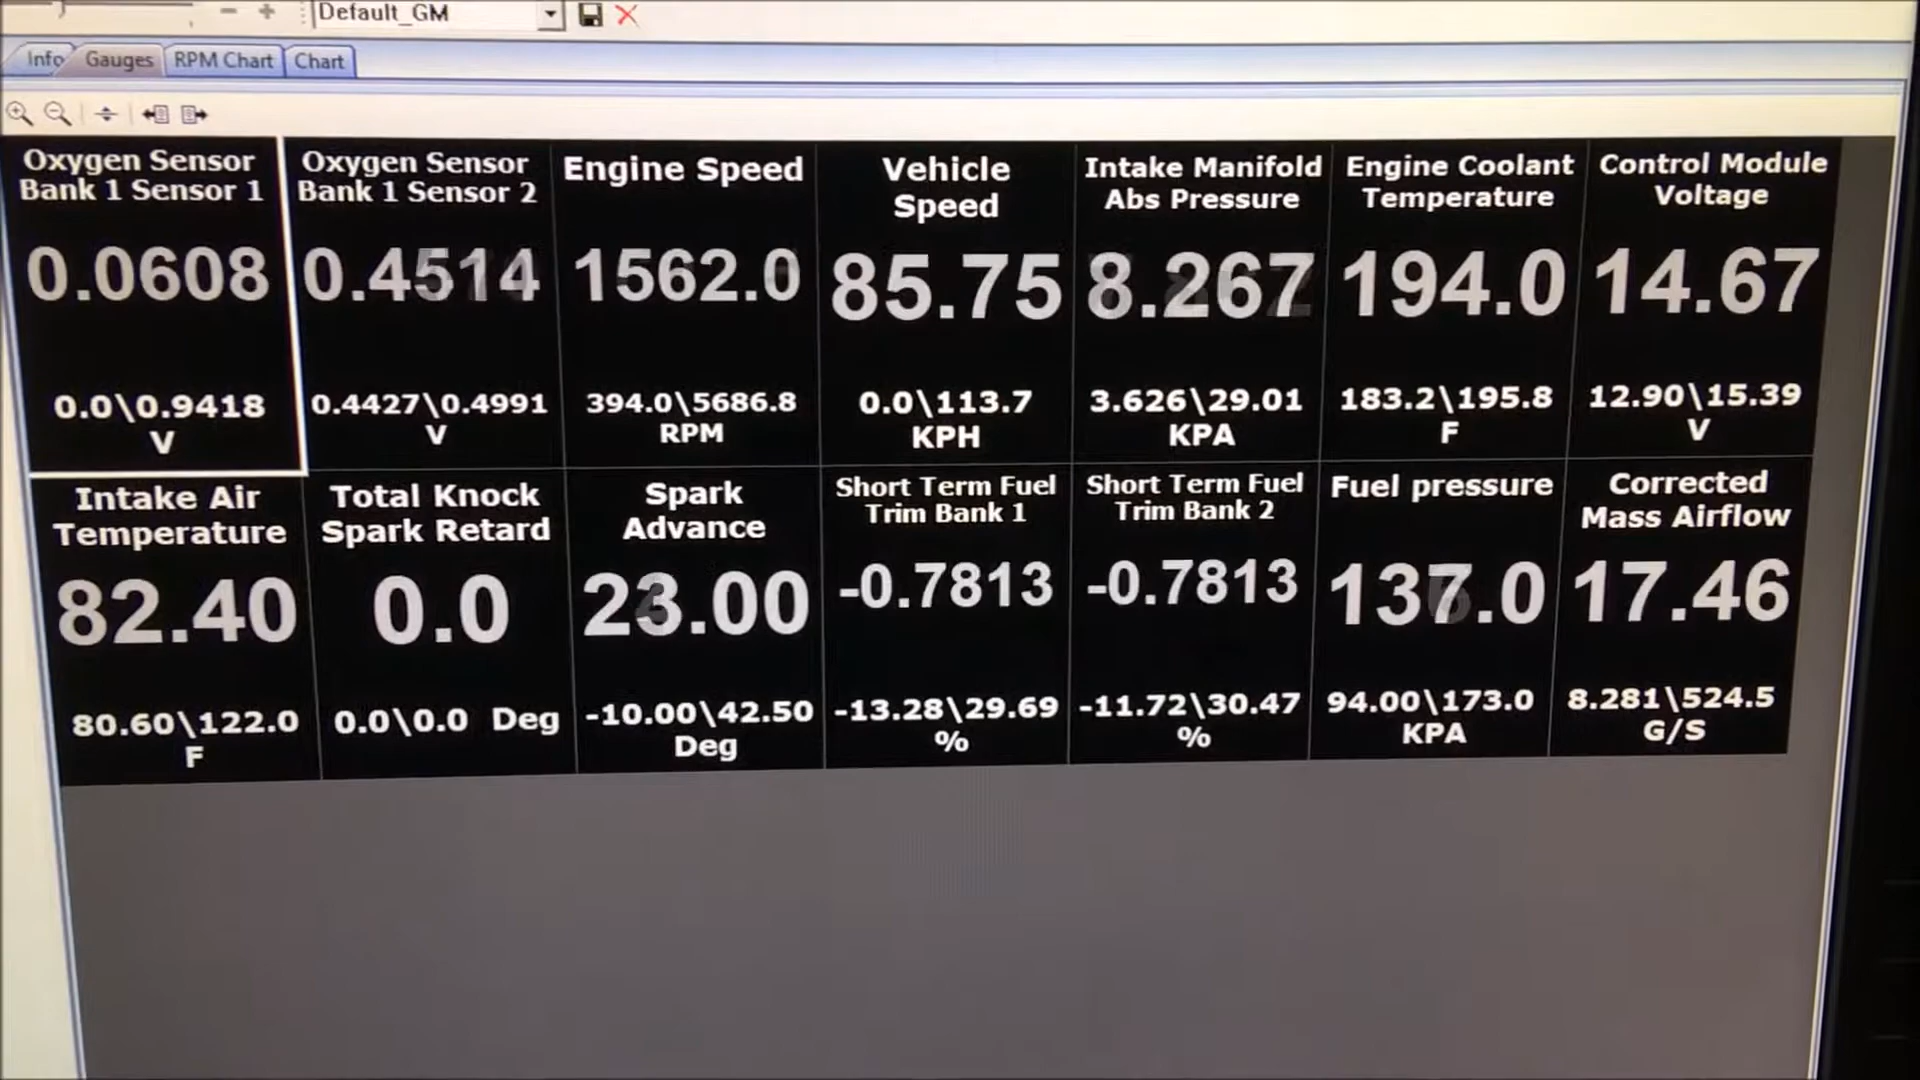 Default_GM
Info Gauges RPM Chart Chart
Oxygen Sensor
Bank 1 Sensor 1
0.0608
0.0\0.9418
V
Oxygen Sensor
Bank 1 Sensor 2
0.4514
0.4427\0.4991
V
Engine Speed
1562.0
394.0\5686.8
RPM
Vehicle
Speed
85.75
0.0\113.7
KPH
Intake Manifold
Abs Pressure
8.267
3.626\29.01
KPA
Engine Coolant
Temperature
194.0
183.2\195.8
F
Control Module
Voltage
14.67
12.90\15.39
V
Intake Air
Temperature
82.40
80.60\122.0
F
Total Knock
Spark Retard
0.0
0.0\0.0 Deg
Spark
Advance
23.00
-10.00\42.50
Deg
Short Term Fuel
Trim Bank 1
-0.7813
-13.28\29.69
%
Short Term Fuel
Trim Bank 2
-0.7813
-11.72\30.47
%
Fuel pressure
137.0
94.00\173.0
KPA
Corrected
Mass Airflow
17.46
8.281\524.5
G/S